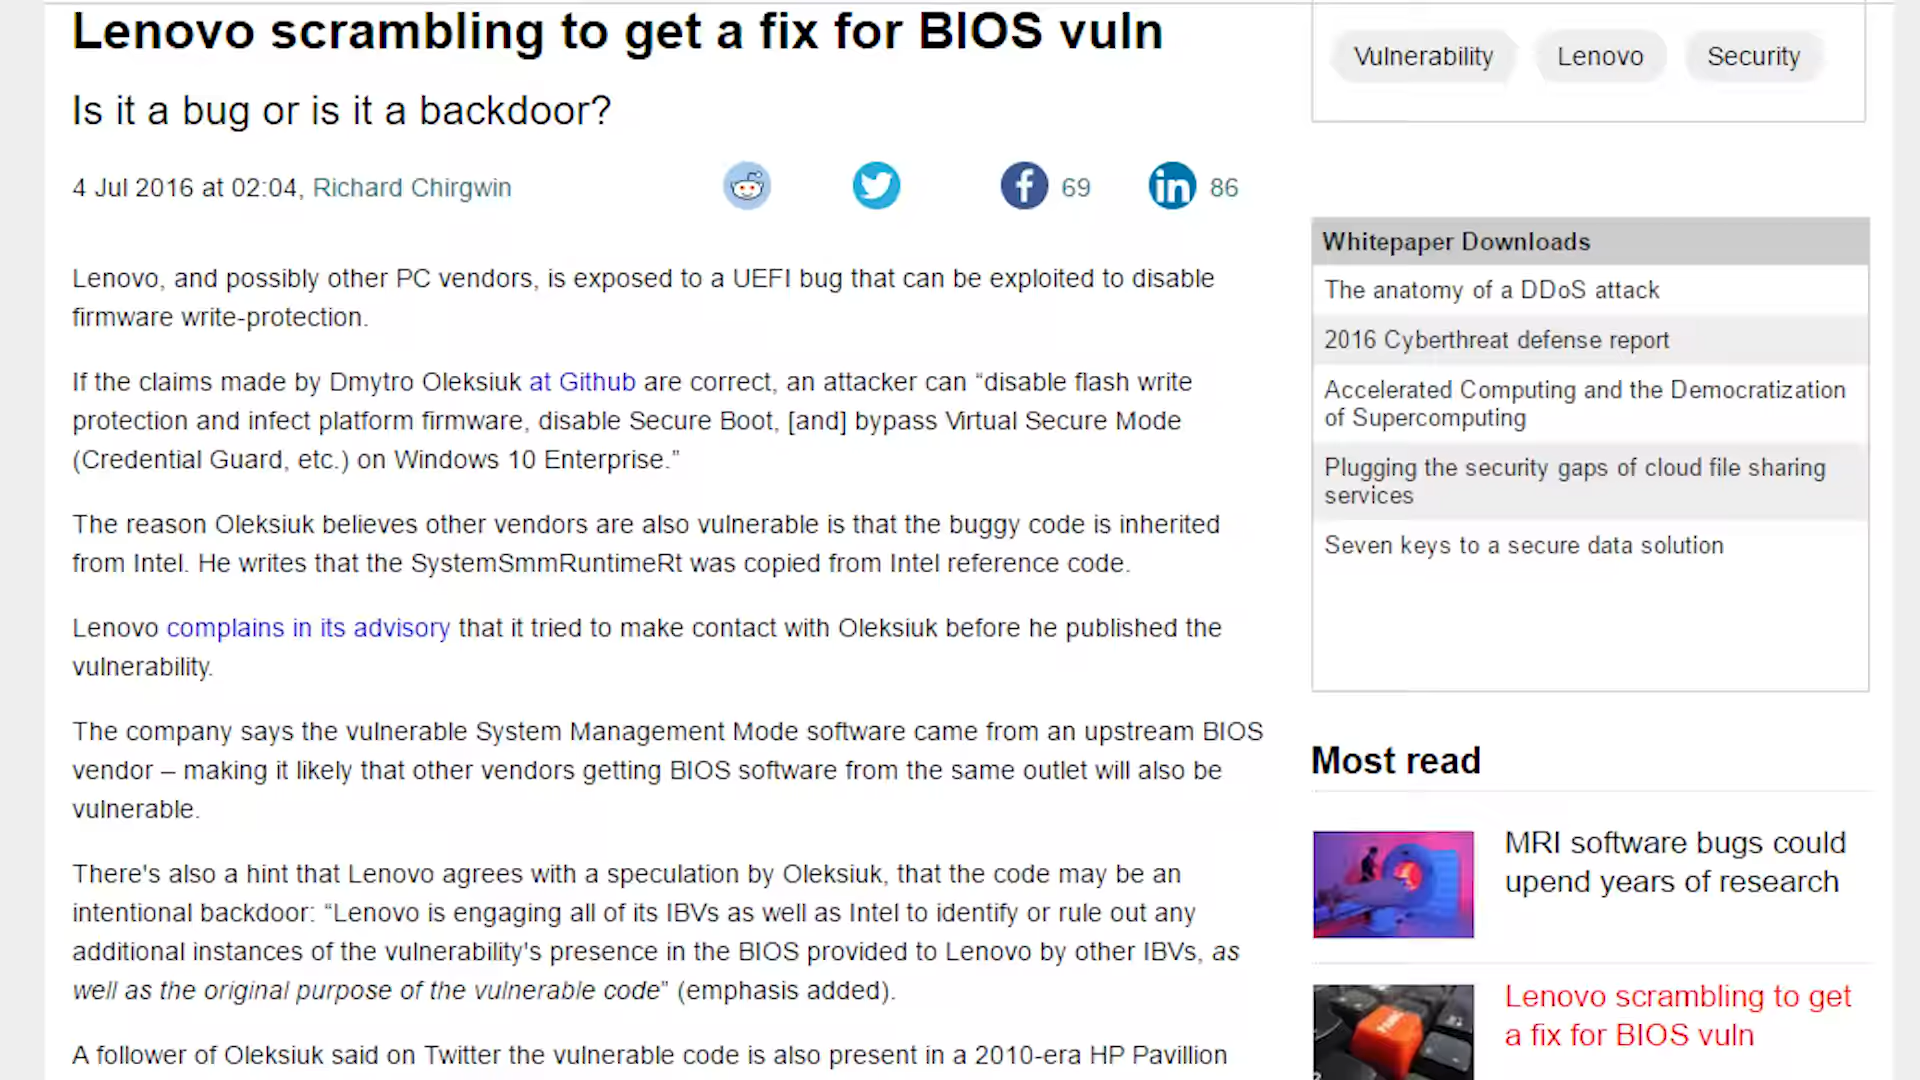 Lenovo scrambling to get a fix for BIOS vuln
Is it a bug or is it a backdoor?
4 Jul 2016 at 02:04, Richard Chirgwin
69
86
Lenovo, and possibly other PC vendors, is exposed to a UEFI bug that can be exploited to disable
firmware write-protection.
If the claims made by Dmytro Oleksiuk at Github are correct, an attacker can “disable flash write
protection and infect platform firmware, disable Secure Boot, [and] bypass Virtual Secure Mode
(Credential Guard, etc.) on Windows 10 Enterprise.”
The reason Oleksiuk believes other vendors are also vulnerable is that the buggy code is inherited
from Intel. He writes that the SystemSmmRuntimeRt was copied from Intel reference code.
Lenovo complains in its advisory that it tried to make contact with Oleksiuk before he published the
vulnerability.
The company says the vulnerable System Management Mode software came from an upstream BIOS
vendor – making it likely that other vendors getting BIOS software from the same outlet will also be
vulnerable.
There's also a hint that Lenovo agrees with a speculation by Oleksiuk, that the code may be an
intentional backdoor: “Lenovo is engaging all of its IBVs as well as Intel to identify or rule out any
additional instances of the vulnerability's presence in the BIOS provided to Lenovo by other IBVs, as
well as the original purpose of the vulnerable code” (emphasis added).
A follower of Oleksiuk said on Twitter the vulnerable code is also present in a 2010-era HP Pavillion
Vulnerability
Lenovo
Security
Whitepaper Downloads
The anatomy of a DDoS attack
2016 Cyberthreat defense report
Accelerated Computing and the Democratization
of Supercomputing
Plugging the security gaps of cloud file sharing
services
Seven keys to a secure data solution
Most read
MRI software bugs could
upend years of research
Lenovo scrambling to get
a fix for BIOS vuln